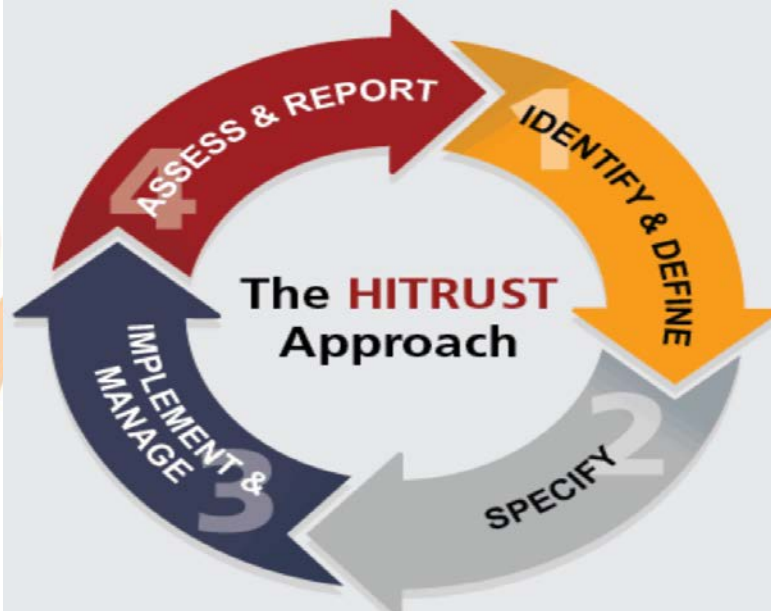 The HITRUST
Approach
1
IDENTIFY & DEFINE
2
SPECIFY
3
IMPLEMENT &
MANAGE
4
ASSESS & REPORT